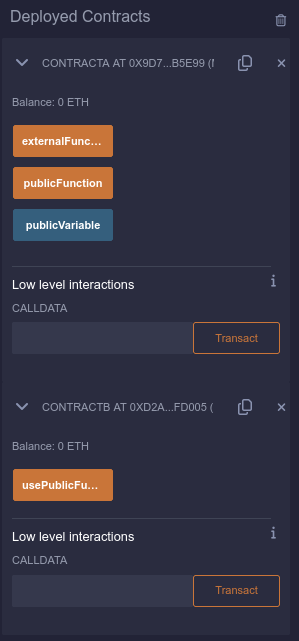 Deployed Contracts
CONTRACTA AT 0X9D7...B5E99 (
Balance: 0 ETH
externalFunc...
publicFunction
publicVariable
Low level interactions
CALLDATA
Transact
CONTRACTB AT 0XD2A...FD005 (
Balance: 0 ETH
usePublicFu...
Low level interactions
CALLDATA
Transact